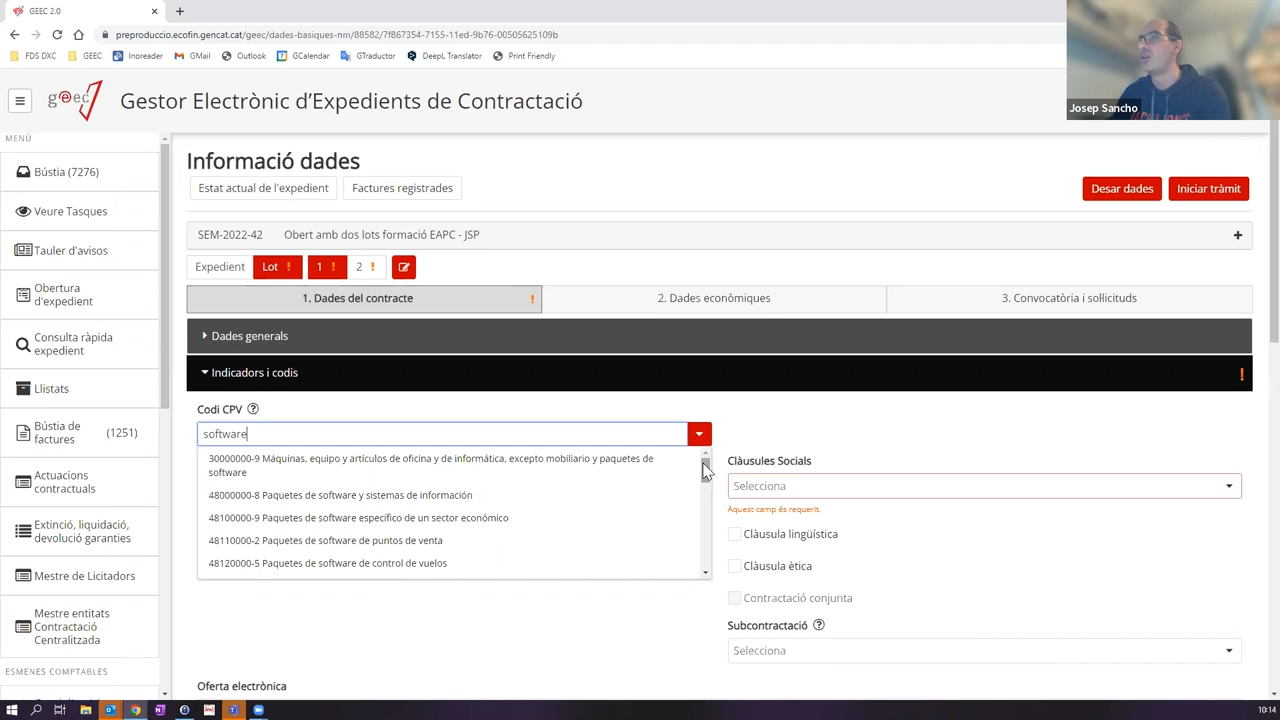 GEEC 2.0
preproduccio.ecofin.gencat.cat/geec/dades-basiques-nm/88582/7f867354-7155-11ed-9b76-00505625109b
FDS DXC
GEEC
Inoreader
GMail
Outlook
GCalendar
GTraductor
DeepL Translator
Print Friendly
Josep Sancho
geec
Gestor Electrònic d'Expedients de Contractació
MENÚ
Bústia (7276)
Veure Tasques
Tauler d'avisos
Obertura
d'expedient
Consulta ràpida
expedient
Llistats
Bústia de
factures
(1251)
Actuacions
contractuals
Extinció, liquidació,
devolució garanties
Mestre de Licitadors
Mestre entitats
Contractació
Centralitzada
ESMENES COMPTABLES
Informació dades
Estat actual de l'expedient
Factures registrades
Desar dades
Iniciar tràmit
SEM-2022-42
Obert amb dos lots formació EAPC - JSP
Expedient
Lot !
1 !
2 !
1. Dades del contracte
!
2. Dades econòmiques
3. Convocatòria i sol·licituds
Dades generals
Indicadors i codis
!
Codi CPV
software
30000000-9 Máquinas, equipo y artículos de oficina y de informática, excepto mobiliario y paquetes de
software
48000000-8 Paquetes de software y sistemas de información
48100000-9 Paquetes de software específico de un sector económico
48110000-2 Paquetes de software de puntos de venta
48120000-5 Paquetes de software de control de vuelos
Clàusules Socials
Selecciona
Aquest camp és requerit.
Clàusula lingüística
Clàusula ètica
Contractació conjunta
Subcontractació
Selecciona
Oferta electrònica
10:14